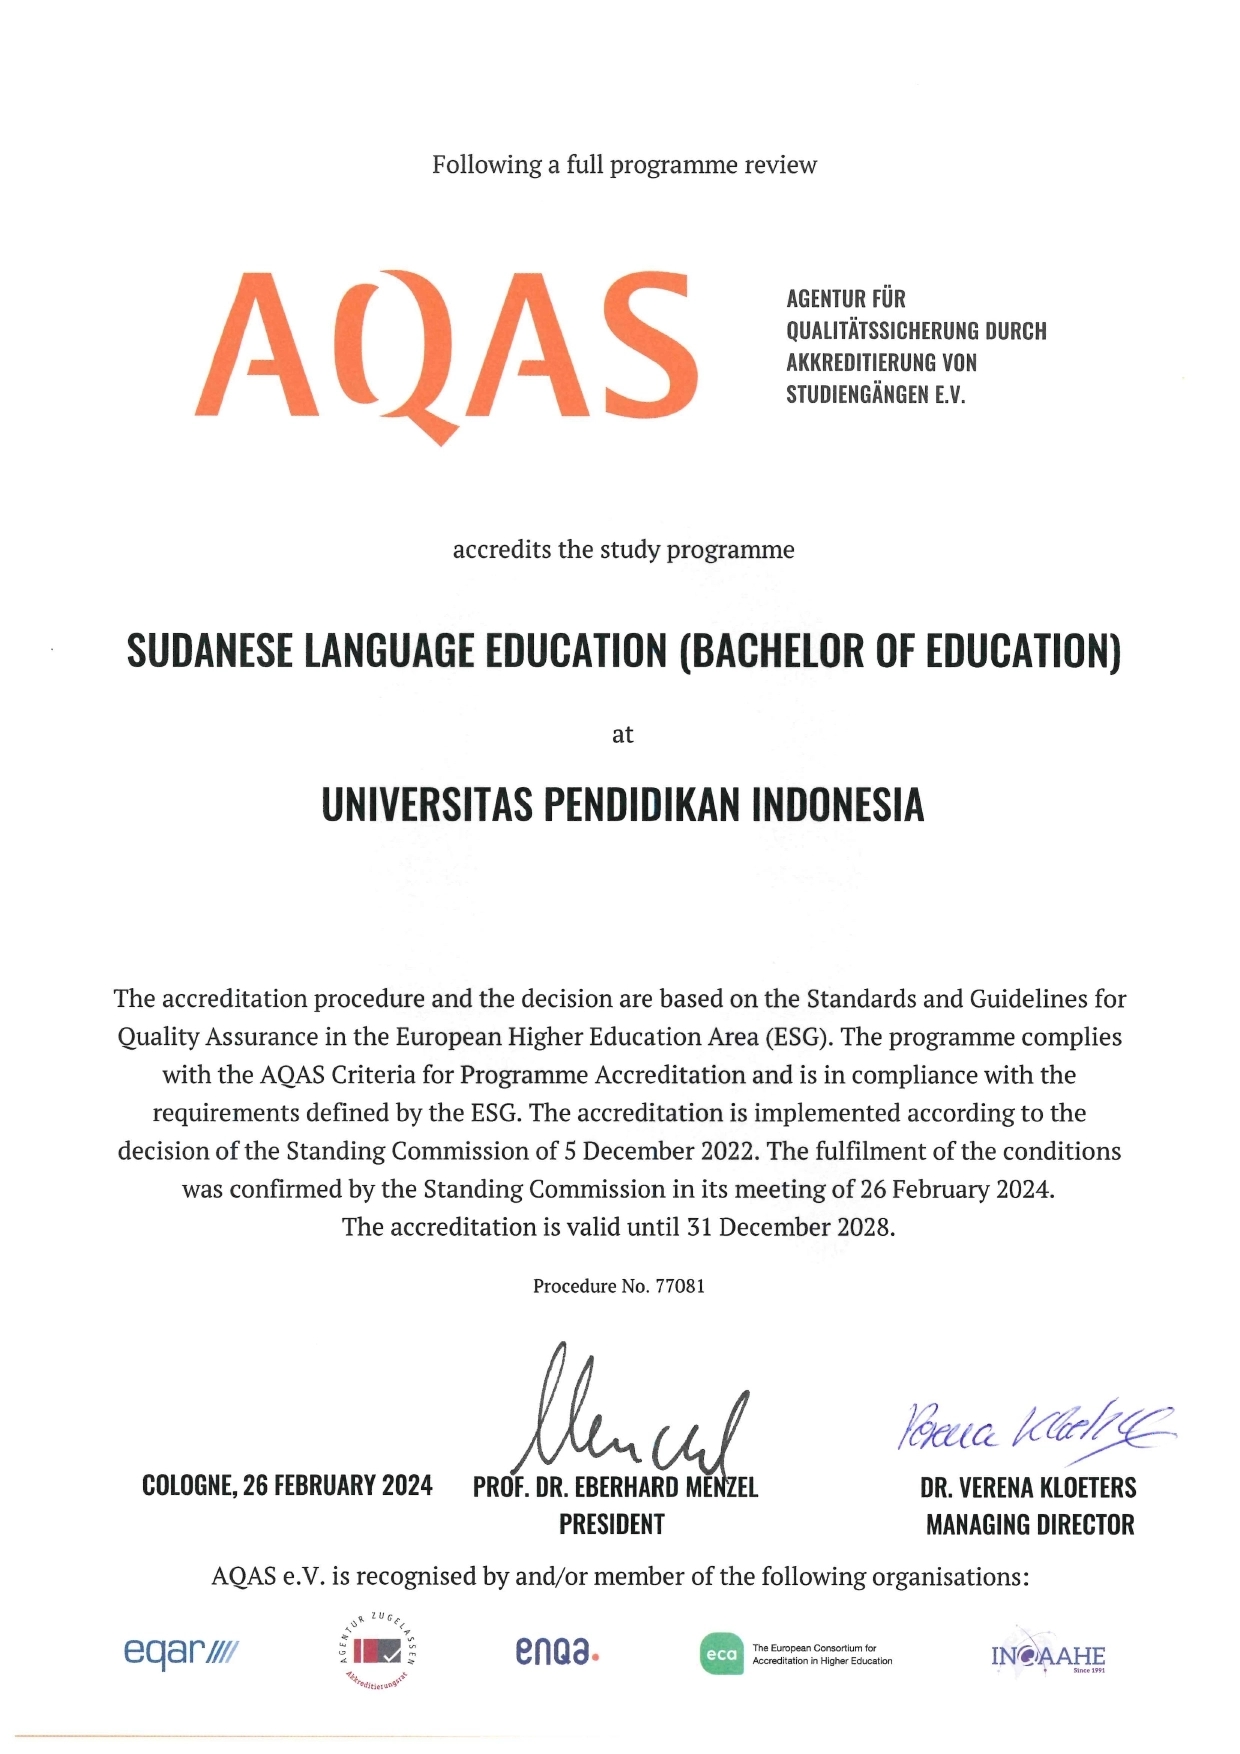 Following a full programme review
AQAS
AGENTUR FÜR
QUALITÄTSSICHERUNG DURCH
AKKREDITIERUNG VON
STUDIENGÄNGEN E.V.
accredits the study programme
SUDANESE LANGUAGE EDUCATION (BACHELOR OF EDUCATION)
at
UNIVERSITAS PENDIDIKAN INDONESIA
The accreditation procedure and the decision are based on the Standards and Guidelines for
Quality Assurance in the European Higher Education Area (ESG). The programme complies
with the AQAS Criteria for Programme Accreditation and is in compliance with the
requirements defined by the ESG. The accreditation is implemented according to the
decision of the Standing Commission of 5 December 2022. The fulfilment of the conditions
was confirmed by the Standing Commission in its meeting of 26 February 2024.
The accreditation is valid until 31 December 2028.
Procedure No. 77081
Menzel
Verena Kloeters
COLOGNE, 26 FEBRUARY 2024
PROF. DR. EBERHARD MENZEL
PRESIDENT
DR. VERENA KLOETERS
MANAGING DIRECTOR
AQAS e.V. is recognised by and/or member of the following organisations:
eqar
AGENTUR ZUGELASSEN
Akkreditierungsrat
enqa.
eca
The European Consortium for
Accreditation in Higher Education
INQAAHE
Since 1991